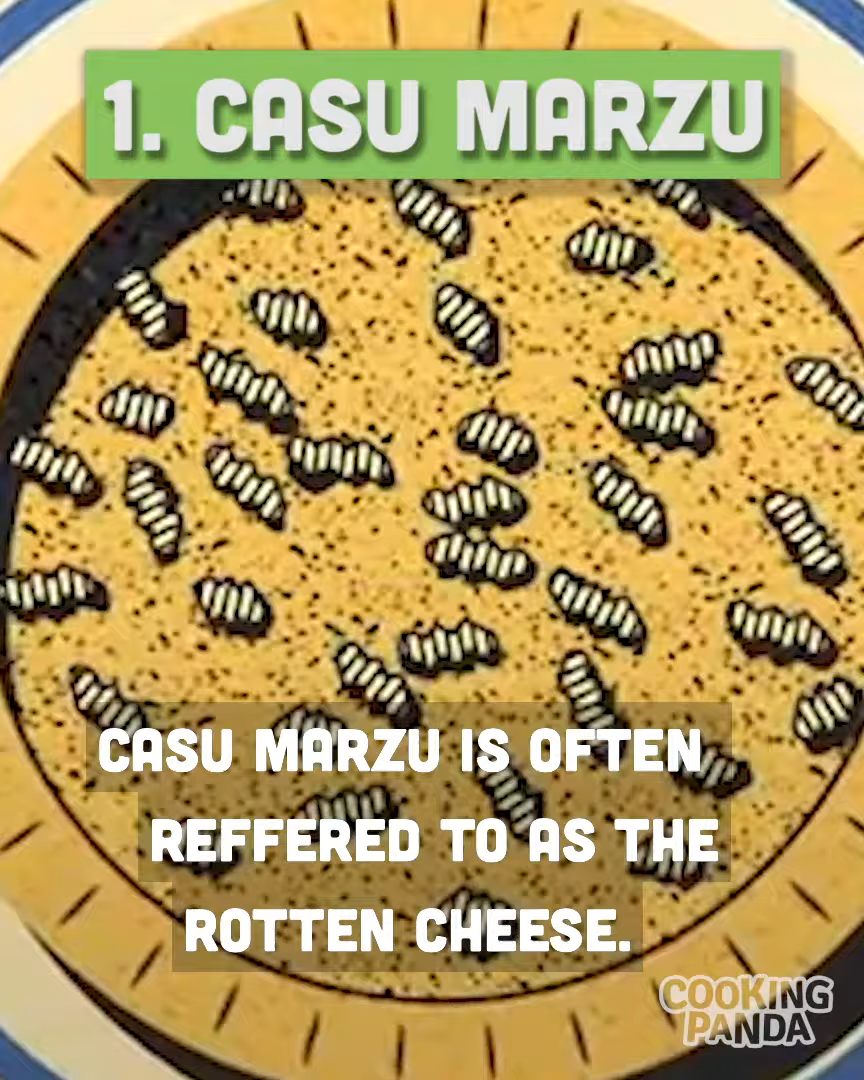 1. CASU MARZU
CASU MARZU IS OFTEN
REFFERED TO AS THE
ROTTEN CHEESE.
COOKING
PANDA